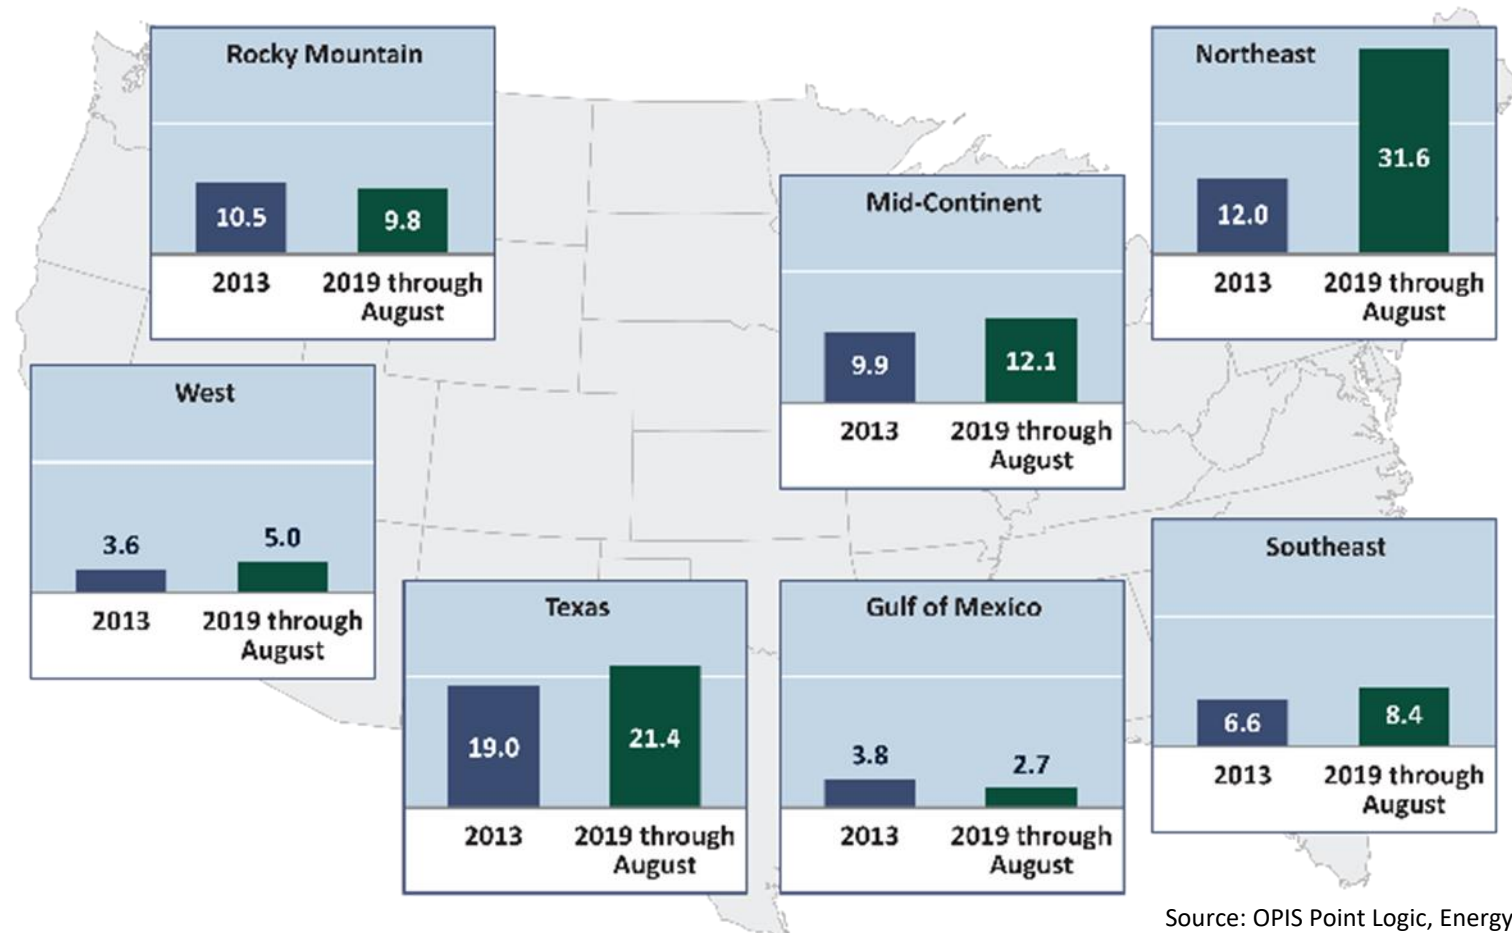 Rocky Mountain
10.5
9.8
2013
2019 through
August
Northeast
12.0
31.6
2013
2019 through
August
Mid-Continent
9.9
12.1
2013
2019 through
August
West
3.6
5.0
2013
2019 through
August
Texas
19.0
21.4
2013
2019 through
August
Gulf of Mexico
3.8
2.7
2013
2019 through
August
Southeast
6.6
8.4
2013
2019 through
August
Source: OPIS Point Logic, Energy